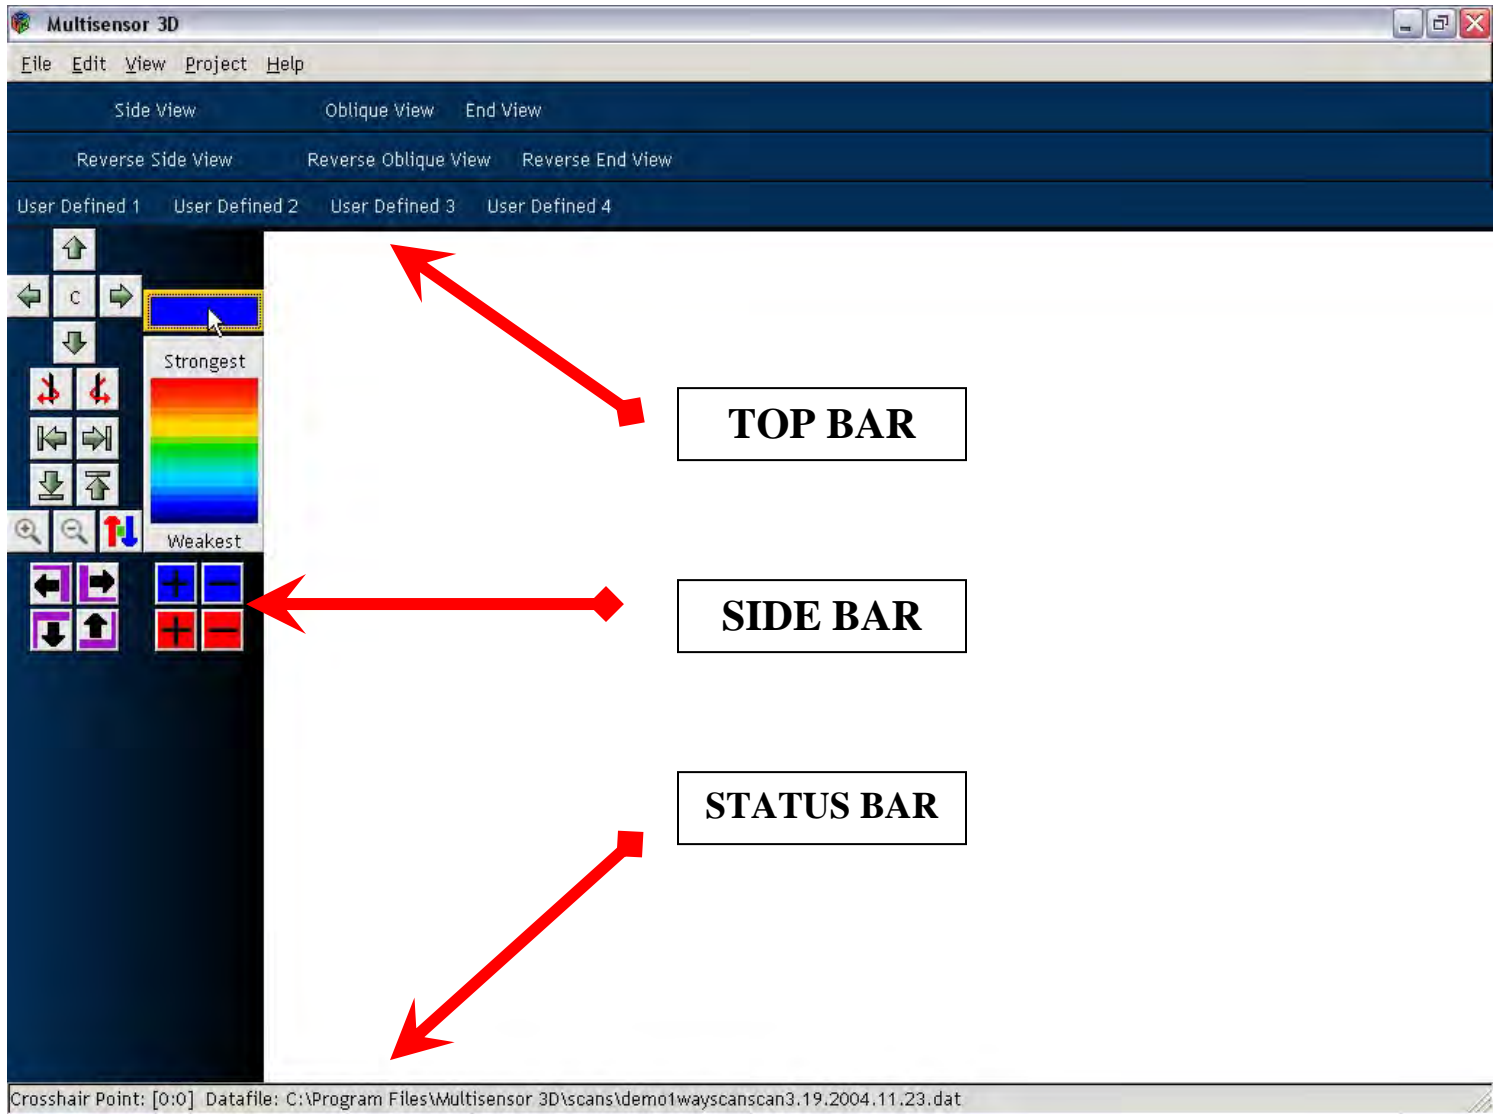 Multisensor 3D
File Edit View Project Help
Side View Oblique View End View
Reverse Side View Reverse Oblique View Reverse End View
User Defined 1 User Defined 2 User Defined 3 User Defined 4
C
Strongest
TOP BAR
Weakest
SIDE BAR
STATUS BAR
Crosshair Point: [0:0] Datafile: C:\Program Files\Multisensor 3D\scans\demo1wayscanscan3.19.2004.11.23.dat